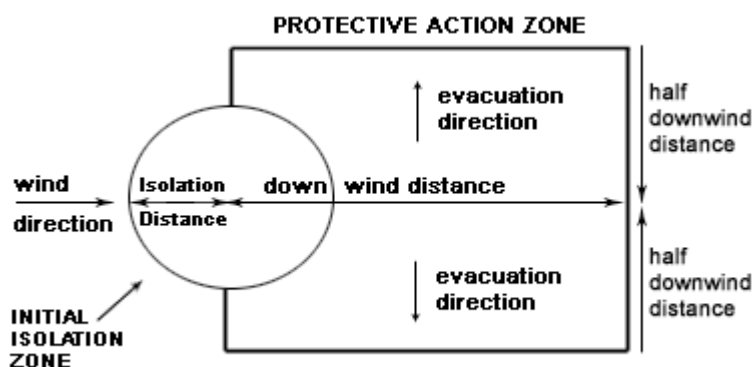 PROTECTIVE ACTION ZONE
evacuation
direction
half
downwind
distance
wind
direction
Isolation
Distance
down wind distance
evacuation
direction
half
downwind
distance
INITIAL
ISOLATION
ZONE